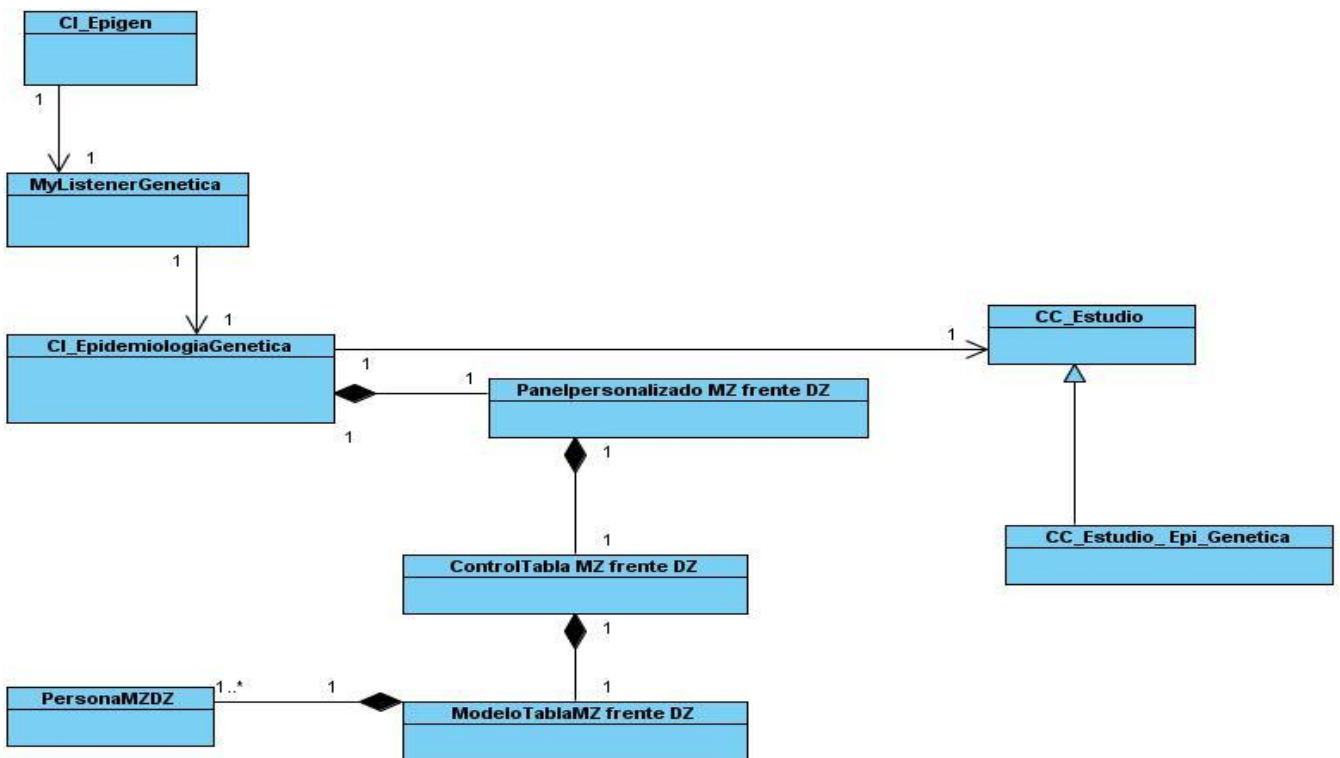 CI_Epigen
1
1
MyListenerGenetica
1
1
CI_EpidemiologiaGenetica
1
CC_Estudio
1
1
Panelpersonalizado MZ frente DZ
1
1
1
ControlTabla MZ frente DZ
CC_Estudio_ Epi_Genetica
1
1
PersonaMZDZ
1..*
1
ModeloTablaMZ frente DZ